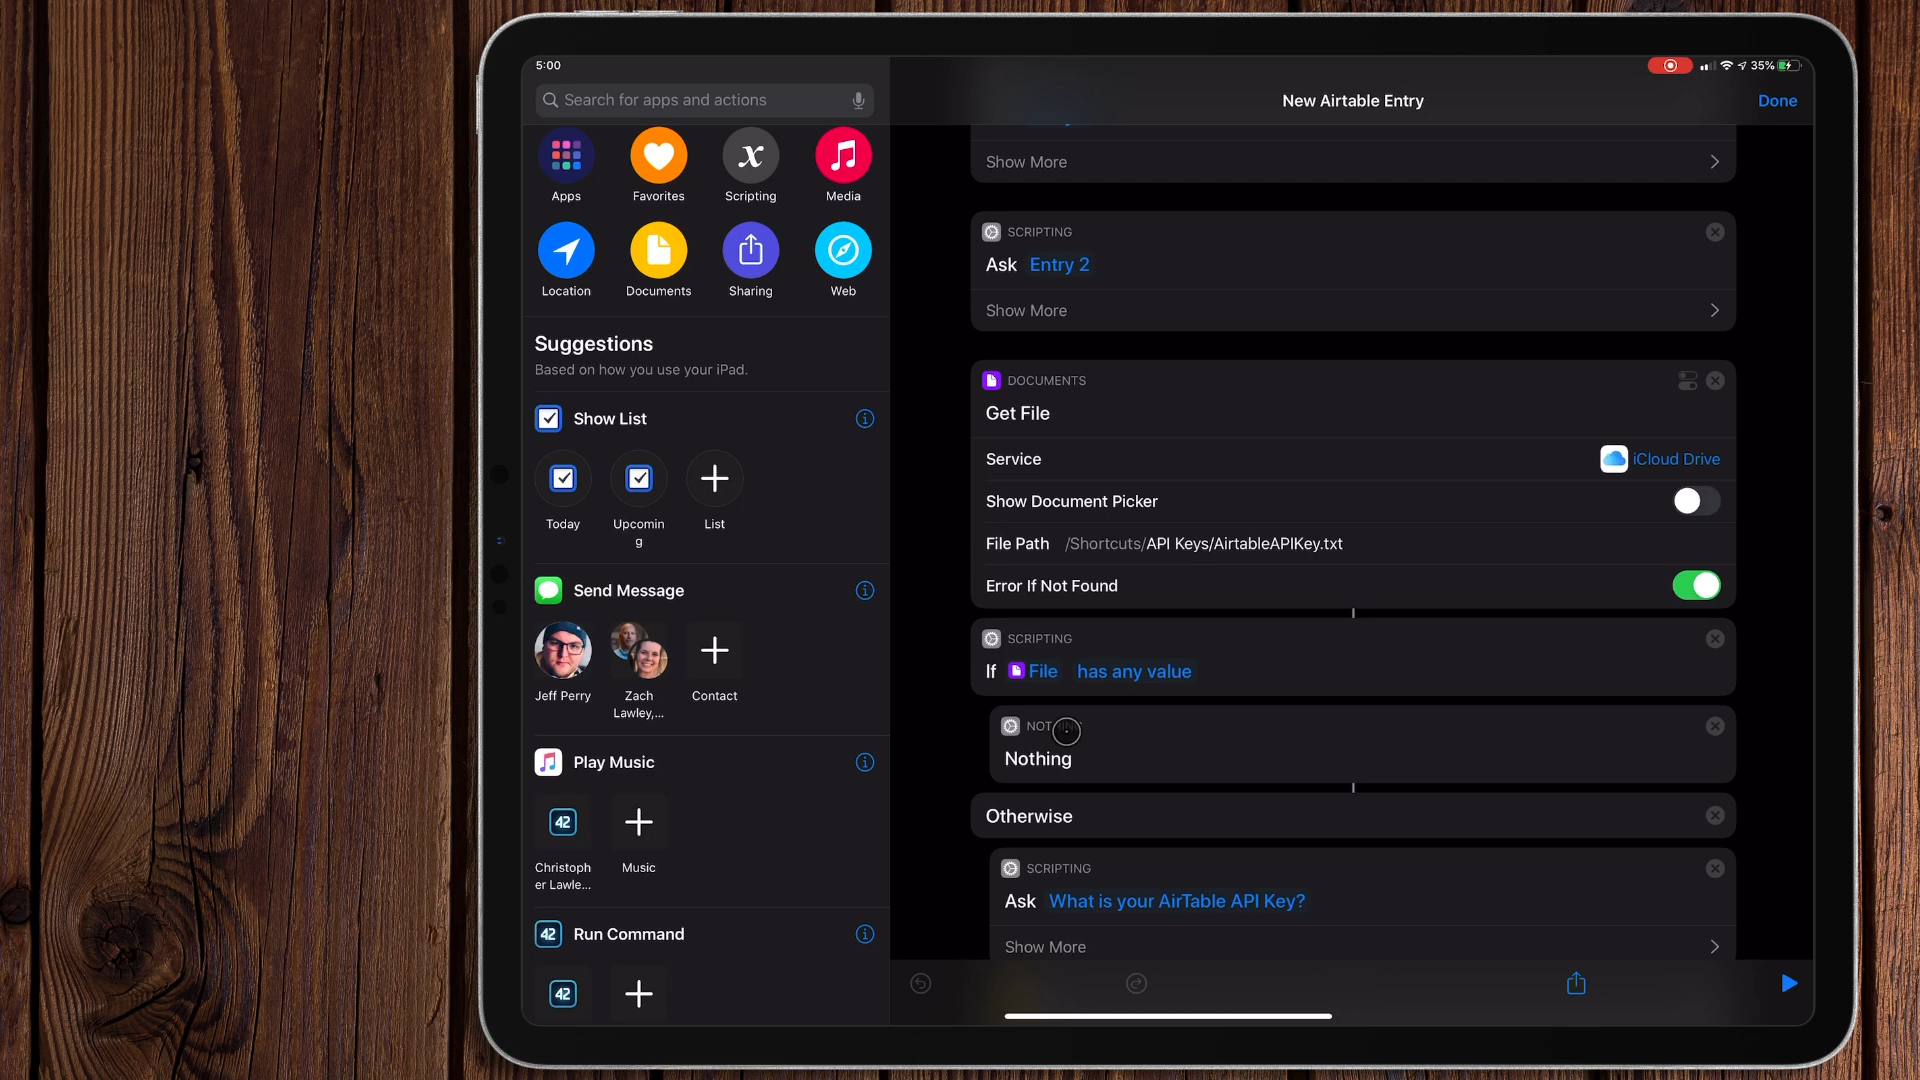 5:00
35%
Search for apps and actions
New Airtable Entry
Done
Apps
Favorites
Scripting
Media
Location
Documents
Sharing
Web
Suggestions
Based on how you use your iPad.
Show List
Today
Upcomin
g
List
Send Message
Jeff Perry
Zach
Lawley,...
Contact
Play Music
42
Christoph
er Lawle...
Music
42 Run Command
42
Show More
SCRIPTING
Ask Entry 2
Show More
DOCUMENTS
Get File
Service iCloud Drive
Show Document Picker
File Path /Shortcuts/API Keys/AirtableAPIKey.txt
Error If Not Found
SCRIPTING
If File has any value
NOTHING
Nothing
Otherwise
SCRIPTING
Ask What is your AirTable API Key?
Show More